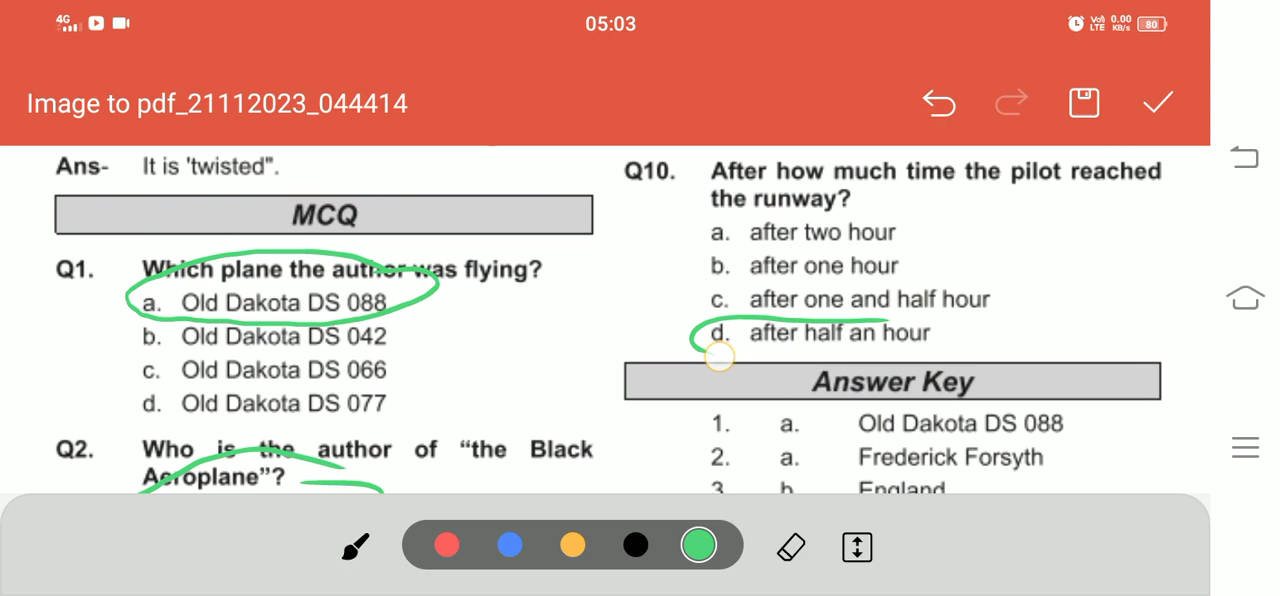 4G 05:03 Vo) LTE 0.00 KB/s 80
Image to pdf_21112023_044414
Ans- It is 'twisted".
MCQ
Q1. Which plane the author was flying?
a. Old Dakota DS 088
b. Old Dakota DS 042
c. Old Dakota DS 066
d. Old Dakota DS 077
Q2. Who is the author of “the Black
Aeroplane”?
Q10. After how much time the pilot reached
the runway?
a. after two hour
b. after one hour
c. after one and half hour
d. after half an hour
Answer Key
1. a. Old Dakota DS 088
2. a. Frederick Forsyth
3. b. England